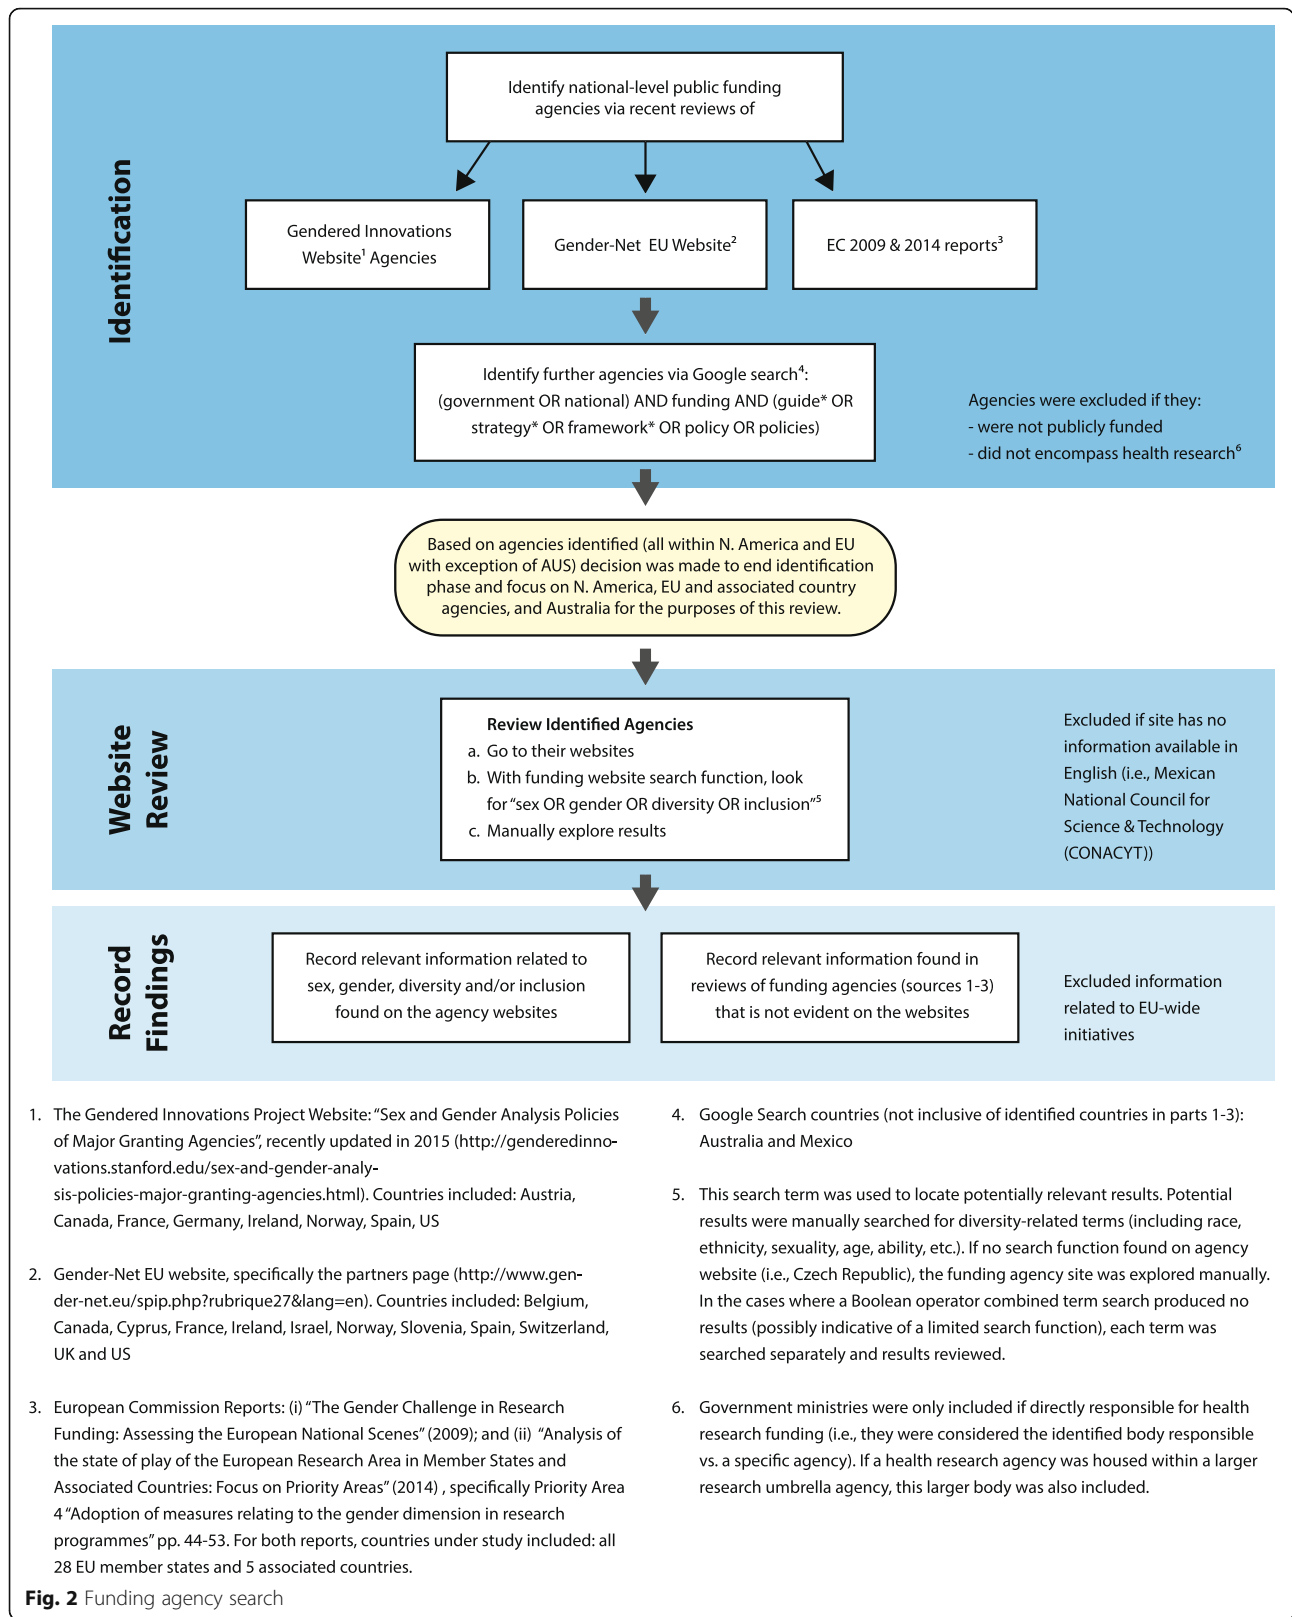 Identification
Identify national-level public funding
agencies via recent reviews of
Gendered Innovations
Website¹ Agencies
Gender-Net EU Website²
EC 2009 & 2014 reports³
Identify further agencies via Google search⁴:
(government OR national) AND funding AND (guide* OR
strategy* OR framework* OR policy OR policies)
Agencies were excluded if they:
- were not publicly funded
- did not encompass health research⁶
Based on agencies identified (all within N. America and EU
with exception of AUS) decision was made to end identification
phase and focus on N. America, EU and associated country
agencies, and Australia for the purposes of this review.
Website
Review
Review Identified Agencies
a. Go to their websites
b. With funding website search function, look
for “sex OR gender OR diversity OR inclusion”⁵
c. Manually explore results
Excluded if site has no
information available in
English (i.e., Mexican
National Council for
Science & Technology
(CONACYT))
Record
Findings
Record relevant information related to
sex, gender, diversity and/or inclusion
found on the agency websites
Record relevant information found in
reviews of funding agencies (sources 1-3)
that is not evident on the websites
Excluded information
related to EU-wide
initiatives
1. The Gendered Innovations Project Website: “Sex and Gender Analysis Policies
of Major Granting Agencies”, recently updated in 2015 (http://genderedinno-
vations.stanford.edu/sex-and-gender-analy-
sis-policies-major-granting-agencies.html). Countries included: Austria,
Canada, France, Germany, Ireland, Norway, Spain, US
2. Gender-Net EU website, specifically the partners page (http://www.gen-
der-net.eu/spip.php?rubrique27&lang=en). Countries included: Belgium,
Canada, Cyprus, France, Ireland, Israel, Norway, Slovenia, Spain, Switzerland,
UK and US
3. European Commission Reports: (i) “The Gender Challenge in Research
Funding: Assessing the European National Scenes” (2009); and (ii) “Analysis of
the state of play of the European Research Area in Member States and
Associated Countries: Focus on Priority Areas” (2014) , specifically Priority Area
4 “Adoption of measures relating to the gender dimension in research
programmes” pp. 44-53. For both reports, countries under study included: all
28 EU member states and 5 associated countries.
4. Google Search countries (not inclusive of identified countries in parts 1-3):
Australia and Mexico
5. This search term was used to locate potentially relevant results. Potential
results were manually searched for diversity-related terms (including race,
ethnicity, sexuality, age, ability, etc.). If no search function found on agency
website (i.e., Czech Republic), the funding agency site was explored manually.
In the cases where a Boolean operator combined term search produced no
results (possibly indicative of a limited search function), each term was
searched separately and results reviewed.
6. Government ministries were only included if directly responsible for health
research funding (i.e., they were considered the identified body responsible
vs. a specific agency). If a health research agency was housed within a larger
research umbrella agency, this larger body was also included.
Fig. 2 Funding agency search